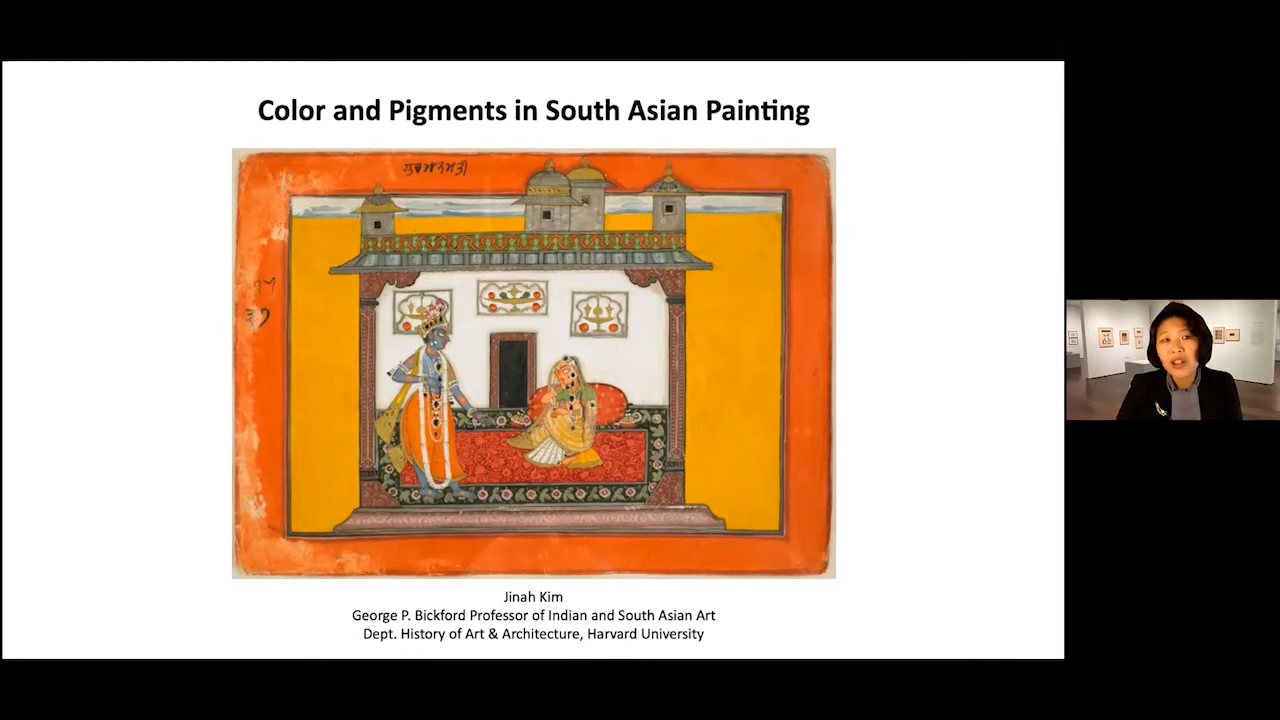 Color and Pigments in South Asian Painting
Jinah Kim
George P. Bickford Professor of Indian and South Asian Art
Dept. History of Art & Architecture, Harvard University